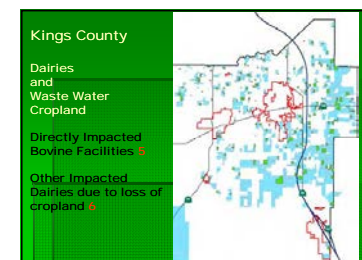 Kings County
Dairies
and
Waste Water
Cropland
Directly Impacted
Bovine Facilities 5
Other Impacted
Dairies due to loss of
cropland 6